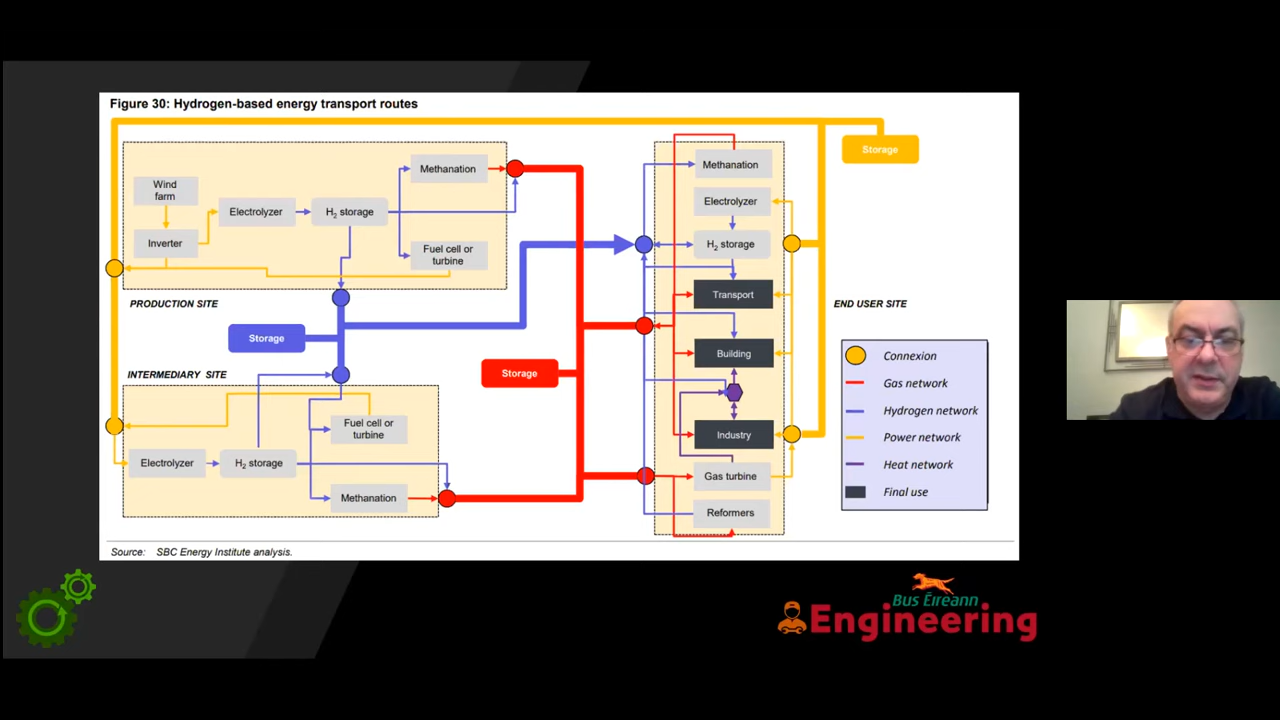 Figure 30: Hydrogen-based energy transport routes
Storage
Methanation
Wind
farm
Electrolyzer
H2 storage
Inverter
Fuel cell or
turbine
PRODUCTION SITE
Storage
INTERMEDIARY SITE
Fuel cell or
turbine
Electrolyzer
H2 storage
Methanation
Storage
Methanation
Electrolyzer
H2 storage
Transport
Building
Industry
Gas turbine
Reformers
END USER SITE
Connexion
Gas network
Hydrogen network
Power network
Heat network
Final use
Source: SBC Energy Institute analysis.
Bus Éireann
Engineering